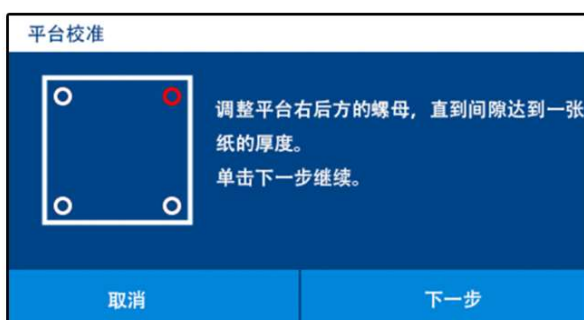 平台校准
调整平台右后方的螺母，直到间隙达到一张
纸的厚度。
单击下一步继续。
取消
下一步